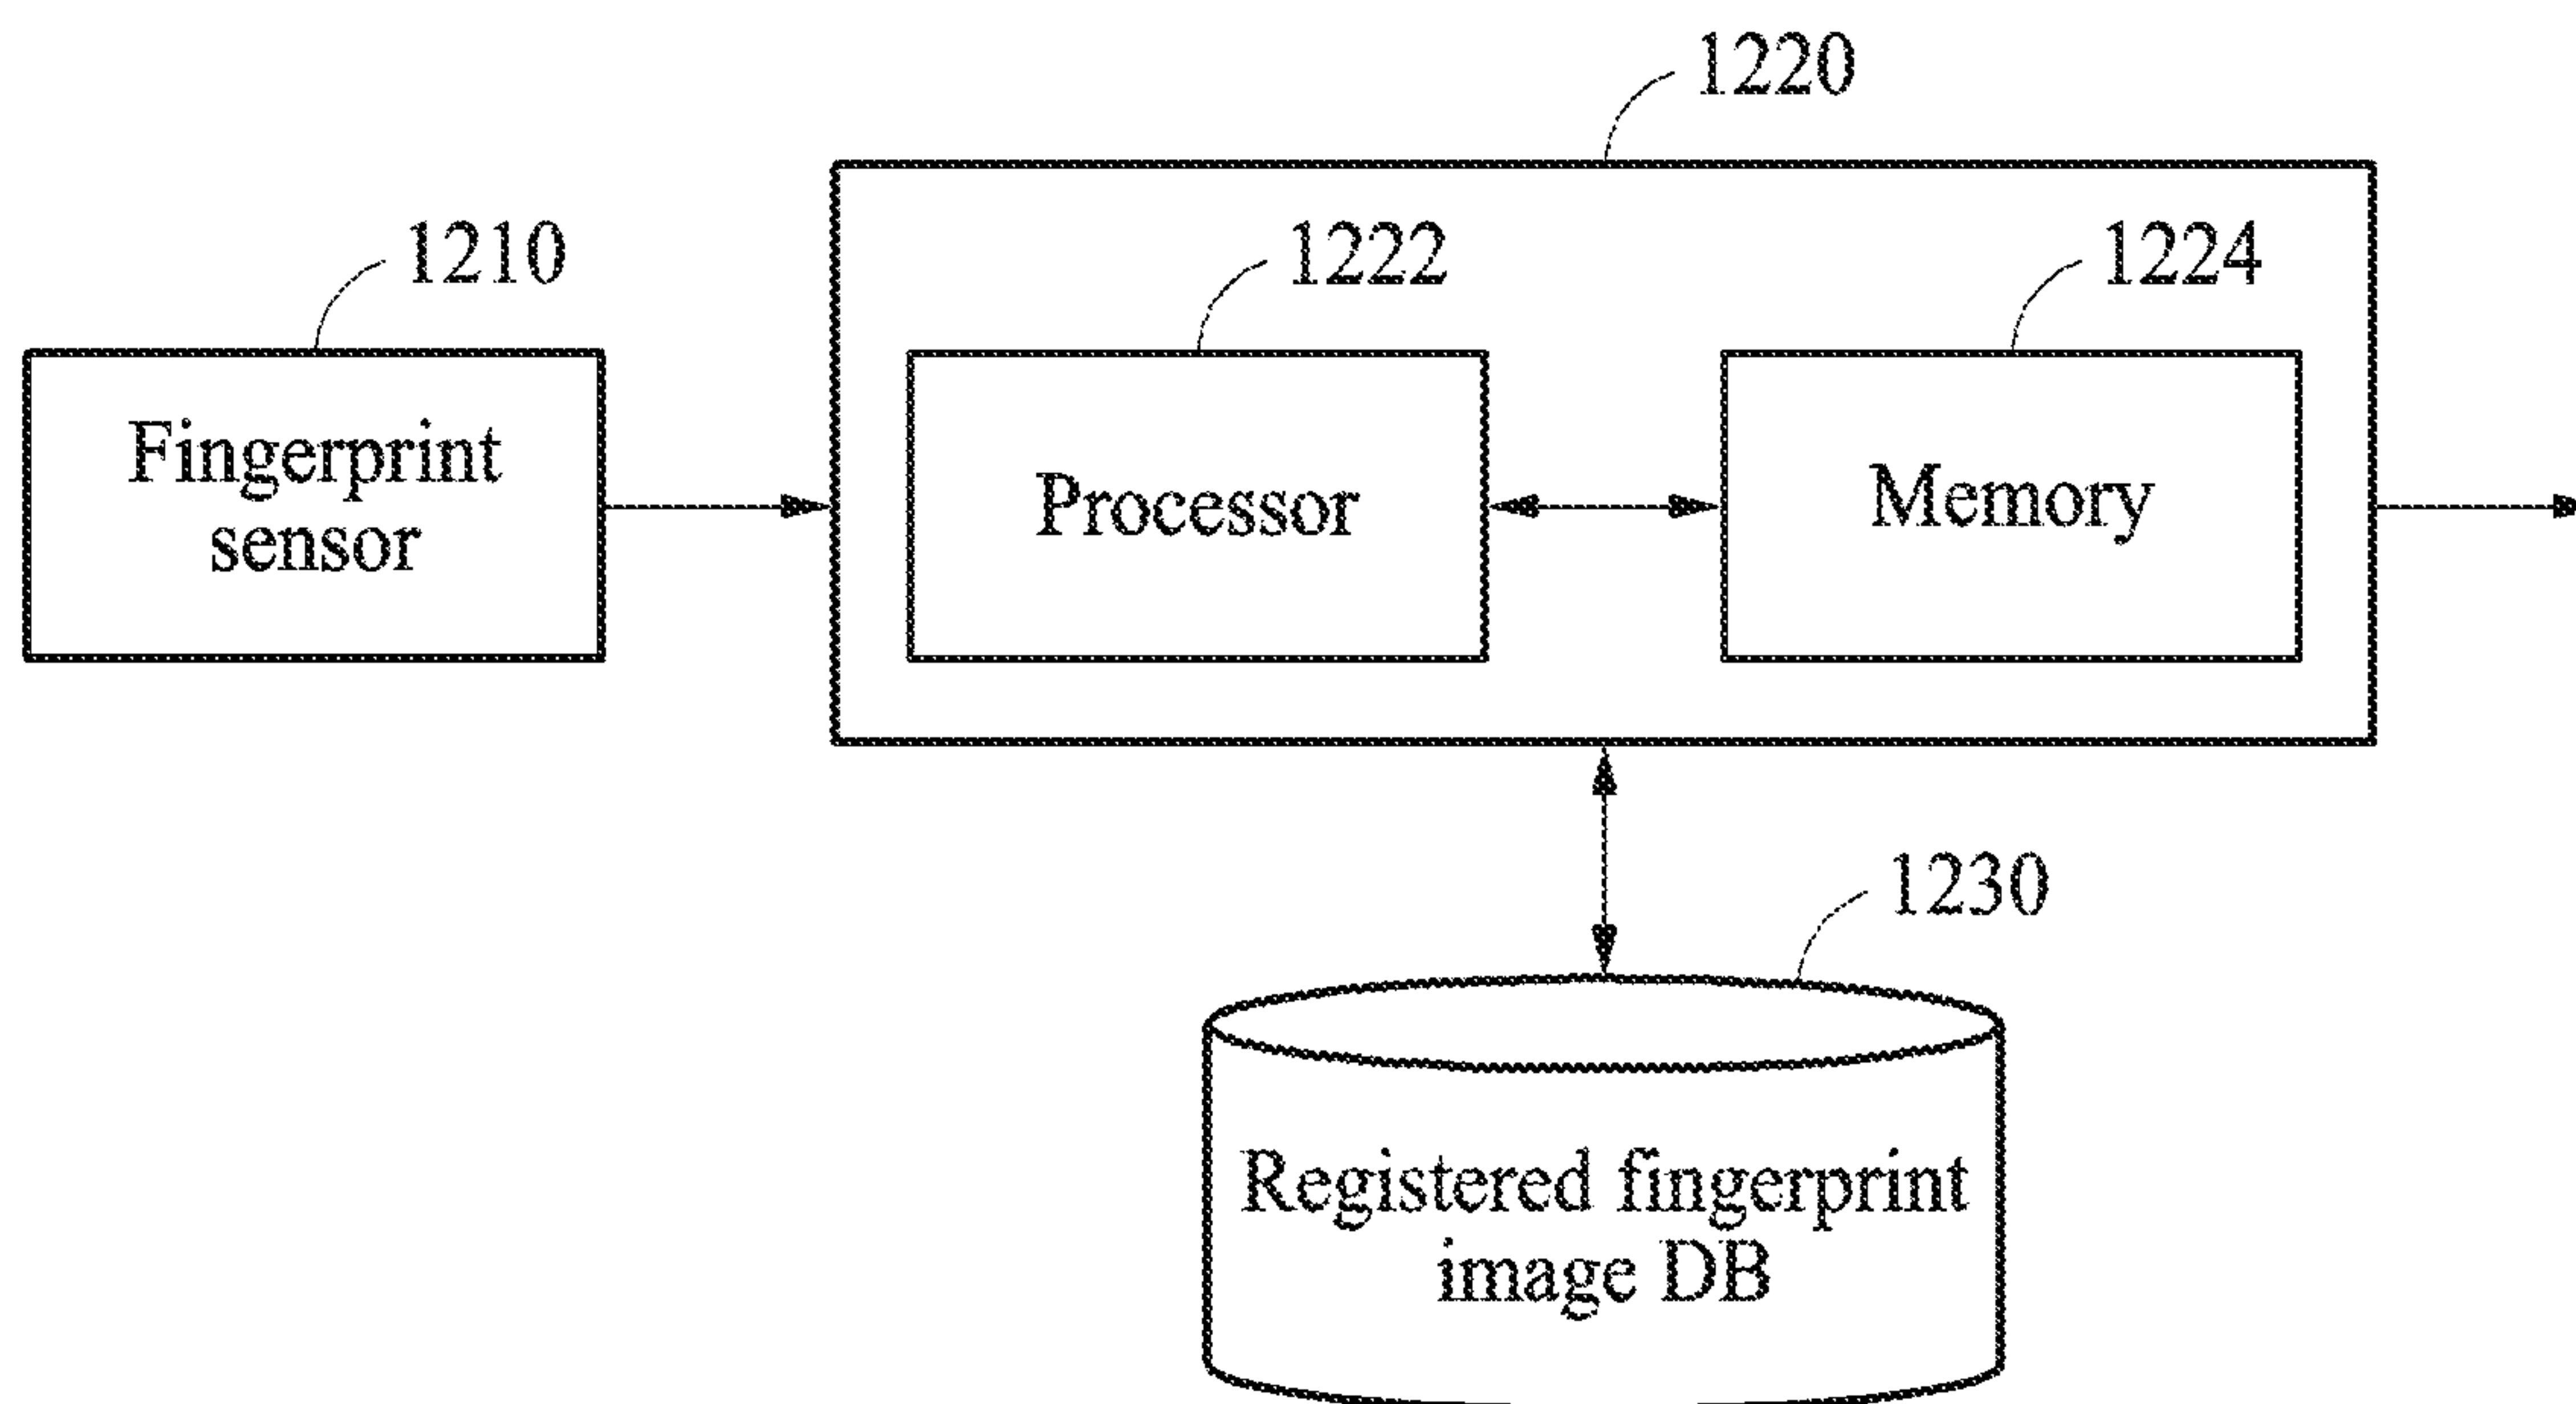 1220
1210
1222
1224
Fingerprint
sensor
Processor
Memory
1230
Registered fingerprint
image DB